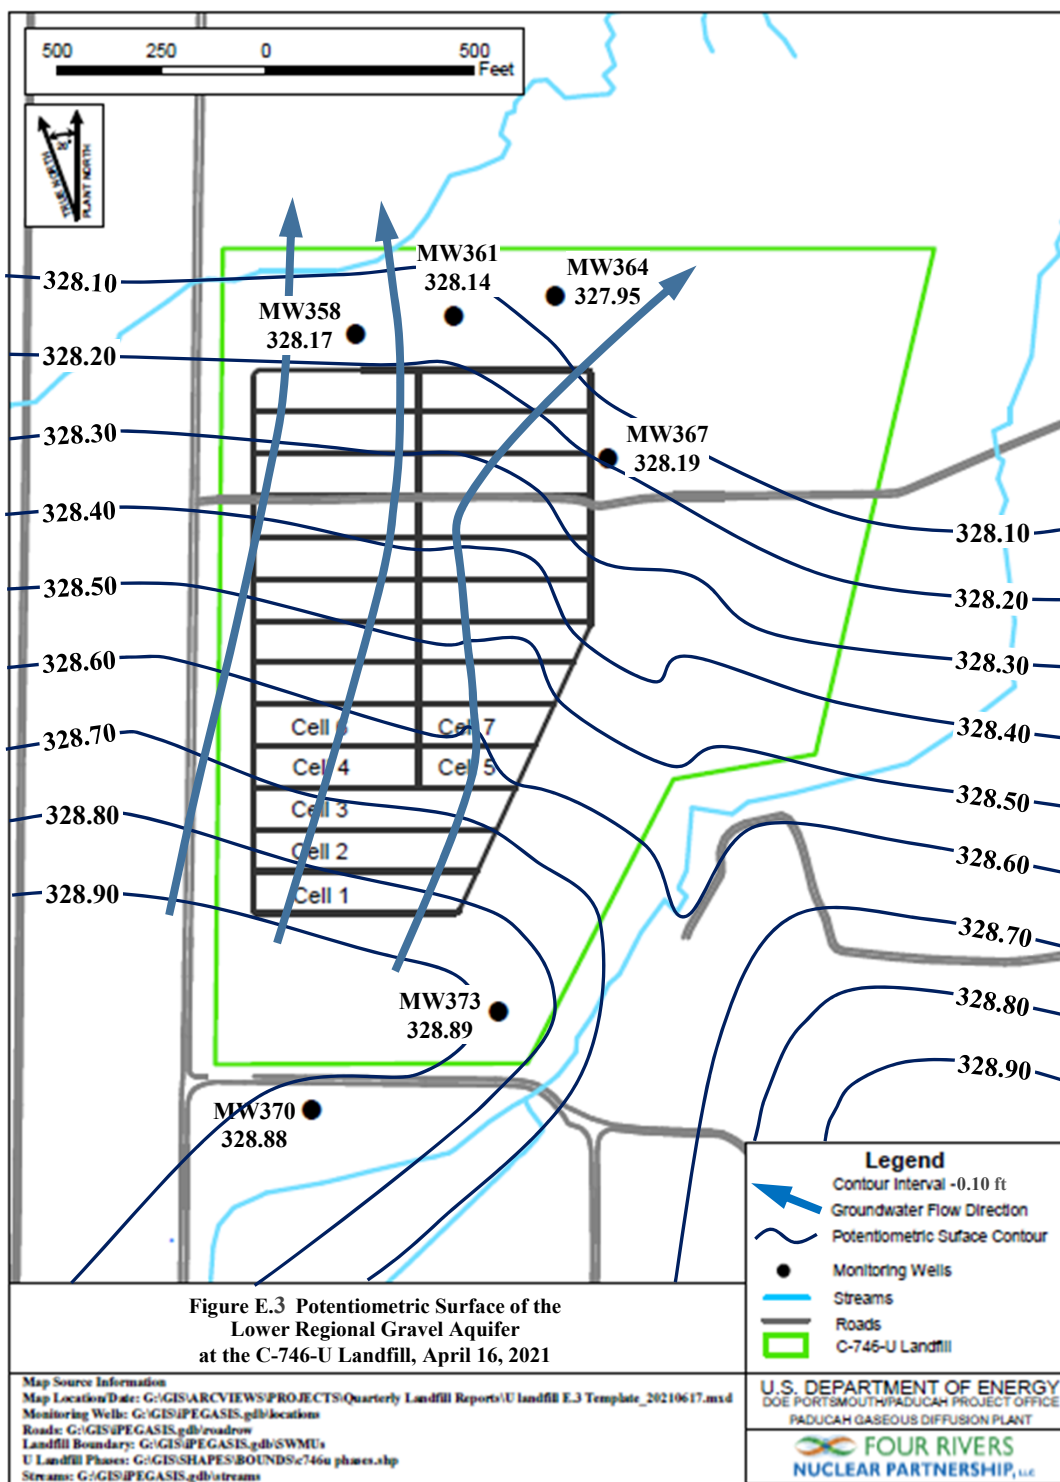 500 250 0 500
Feet
TRUE NORTH
PLANT NORTH
MW361
328.14
MW364
327.95
328.10
MW358
328.17
328.20
328.30
MW367
328.19
328.40
328.10
328.50
328.20
328.60
328.30
328.70
Cell 6
Cell 7
328.40
Cell 4
Cell 5
328.50
328.80
Cell 3
Cell 2
328.60
328.90
Cell 1
328.70
MW373
328.89
328.80
328.90
MW370
328.88
Legend
Contour Interval -0.10 ft
Groundwater Flow Direction
Potentiometric Suface Contour
Monitoring Wells
Streams
Roads
C-746-U Landfill
Figure E.3 Potentiometric Surface of the
Lower Regional Gravel Aquifer
at the C-746-U Landfill, April 16, 2021
Map Source Information
Map Location/Date: G:\GIS\ARCVIEWS\PROJECTS\Quarterly Landfill Reports\U landfill E.3 Template_20210617.mxd
Monitoring Wells: G:\GIS\iPEGASIS.gdb\locations
Roads: G:\GIS\iPEGASIS.gdb\roadrow
Landfill Boundary: G:\GIS\iPEGASIS.gdb\SWMUs
U Landfill Phases: G:\GIS\SHAPES\BOUNDS\c746u phases.shp
Streams: G:\GIS\iPEGASIS.gdb\streams
U.S. DEPARTMENT OF ENERGY
DOE PORTSMOUTH/PADUCAH PROJECT OFFICE
PADUCAH GASEOUS DIFFUSION PLANT
FOUR RIVERS
NUCLEAR PARTNERSHIP, LLC